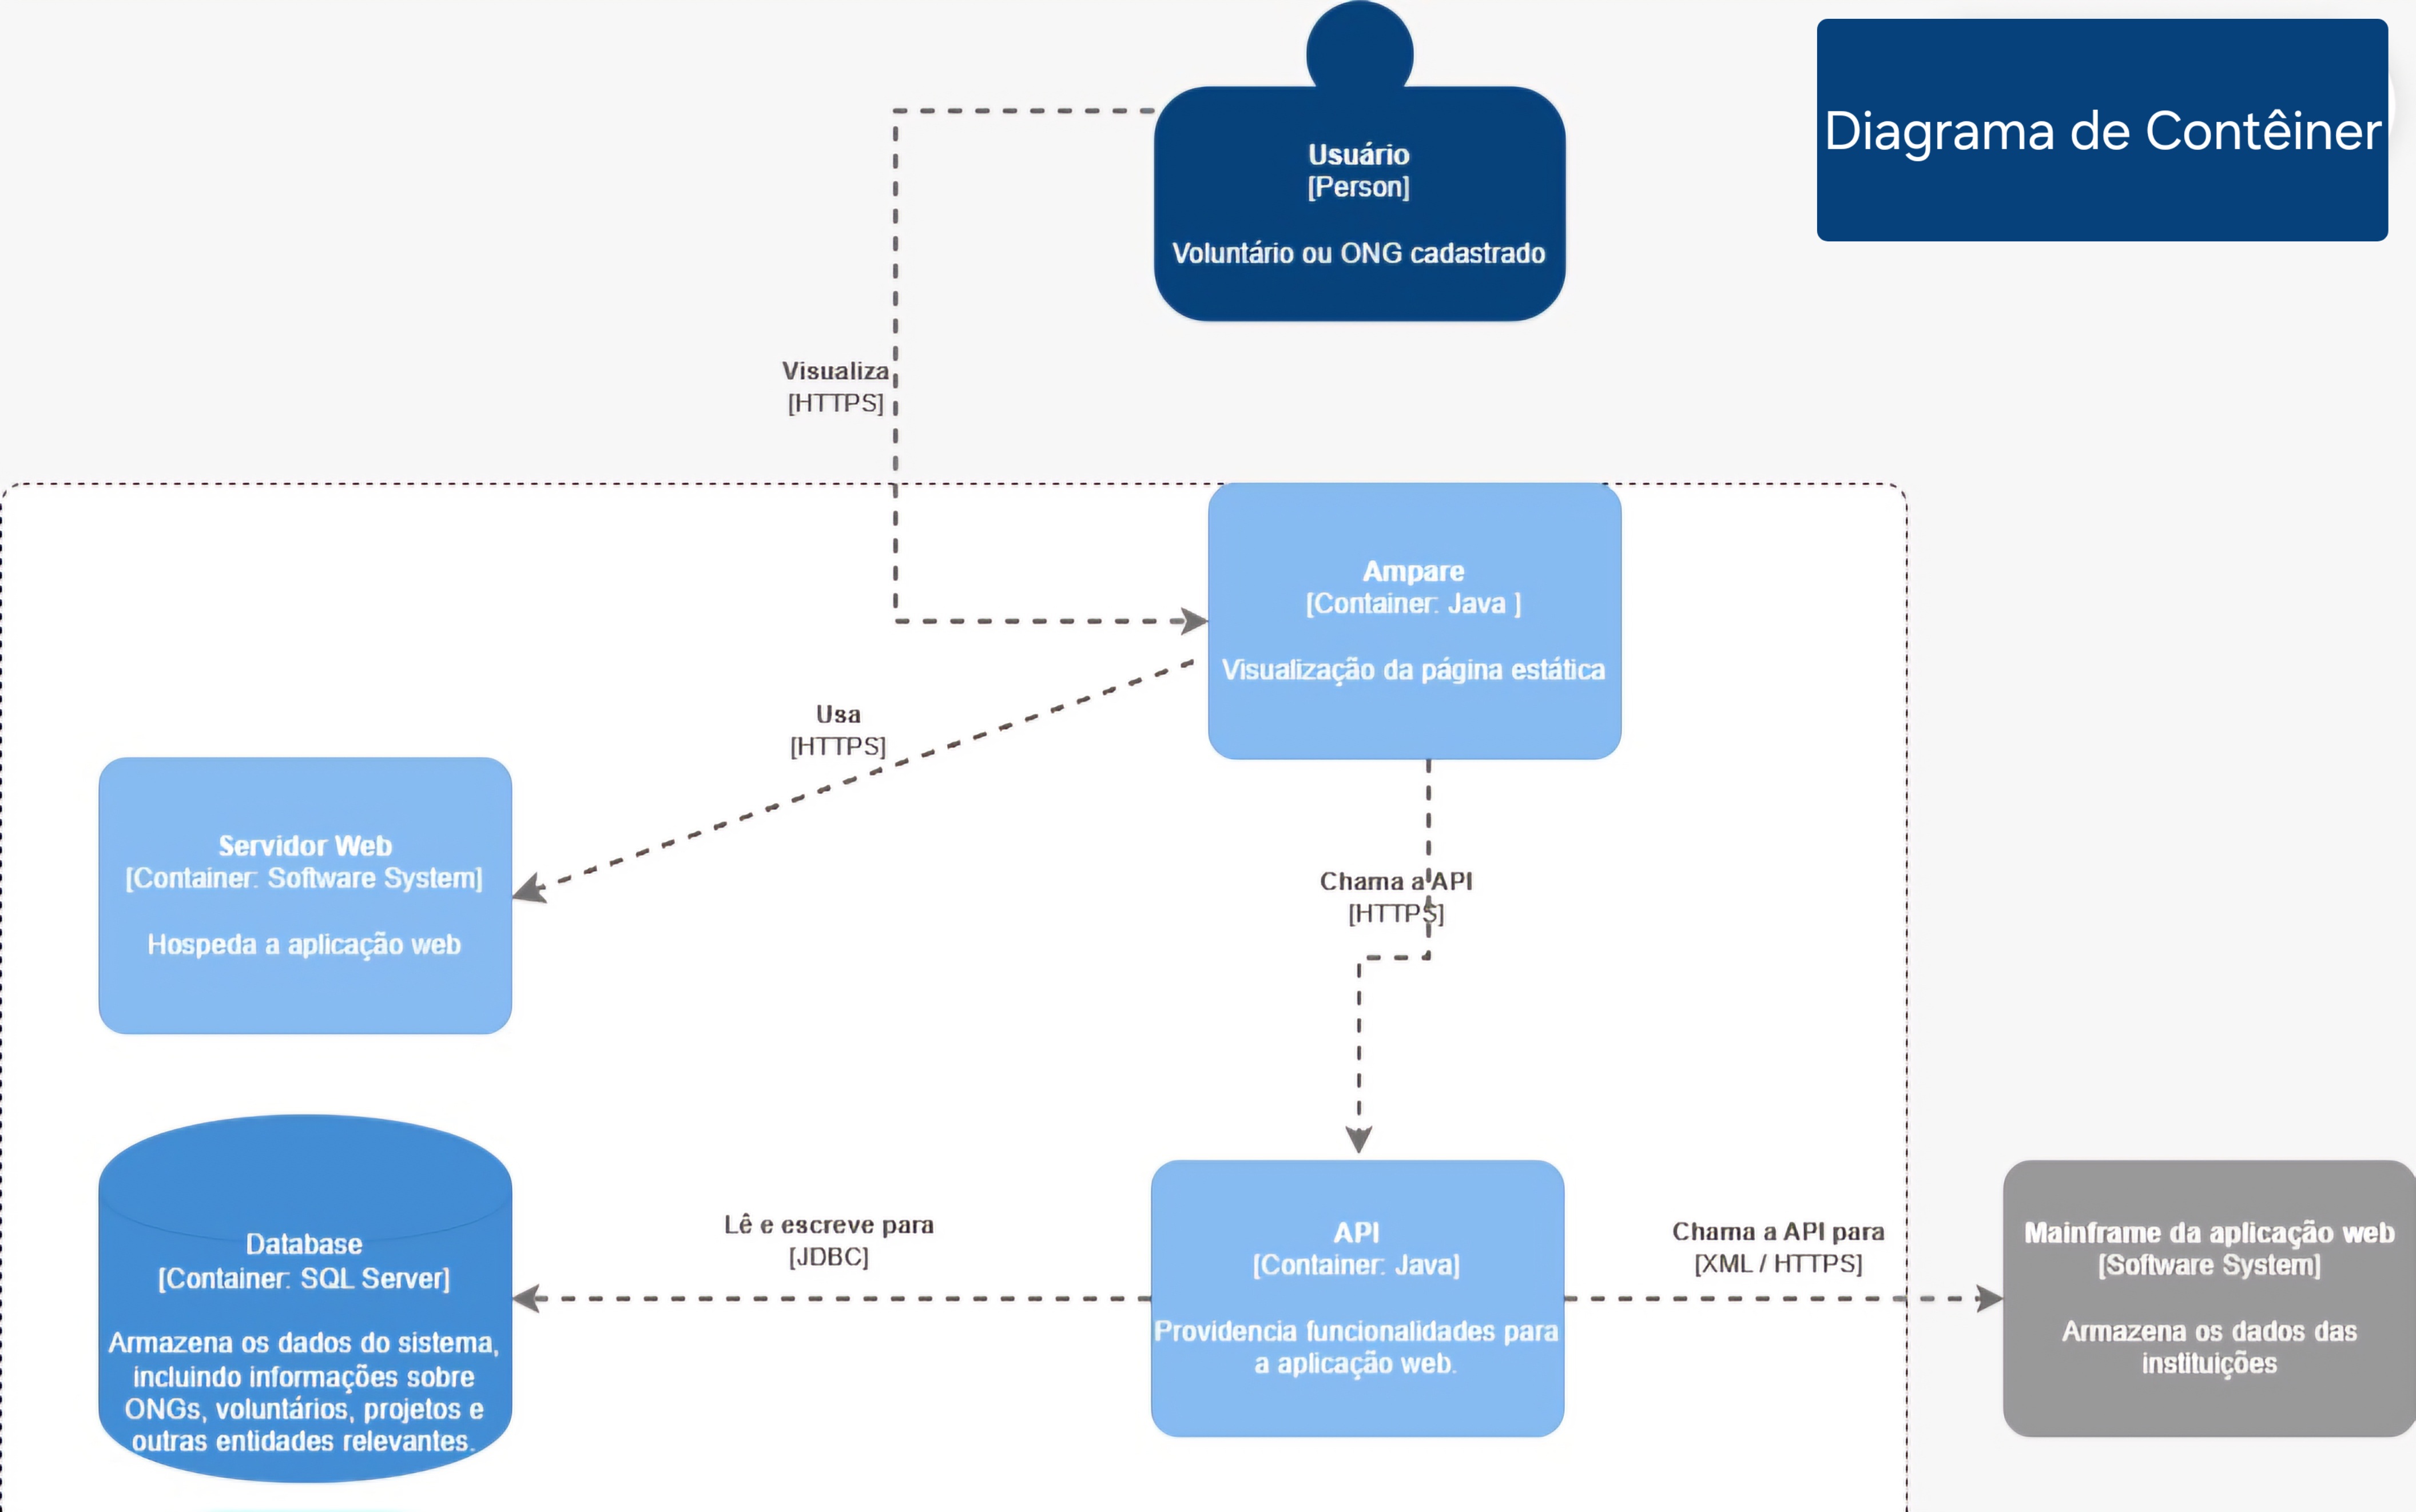 Diagrama de Contêiner
Usuário
[Person]
Voluntário ou ONG cadastrado
Visualiza
[HTTPS]
Ampare
[Container: Java ]
Visualização da página estática
Usa
[HTTPS]
Servidor Web
[Container: Software System]
Hospeda a aplicação web
Chama a API
[HTTPS]
Database
[Container: SQL Server]
Armazena os dados do sistema,
incluindo informações sobre
ONGs, voluntários, projetos e
outras entidades relevantes.
Lê e escreve para
[JDBC]
API
[Container: Java]
Providencia funcionalidades para
a aplicação web.
Chama a API para
[XML / HTTPS]
Mainframe da aplicação web
[Software System]
Armazena os dados das
instituições